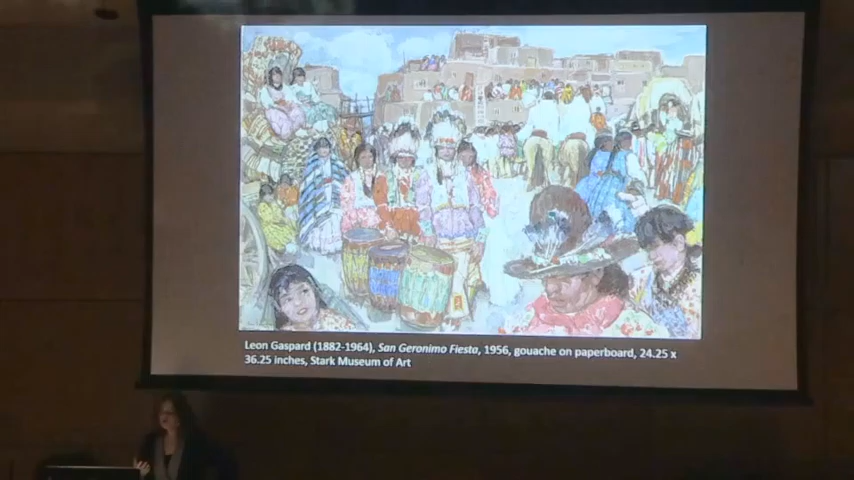 Leon Gaspard (1882-1964), San Geronimo Fiesta, 1956, gouache on paperboard, 24.25 x
36.25 inches, Stark Museum of Art